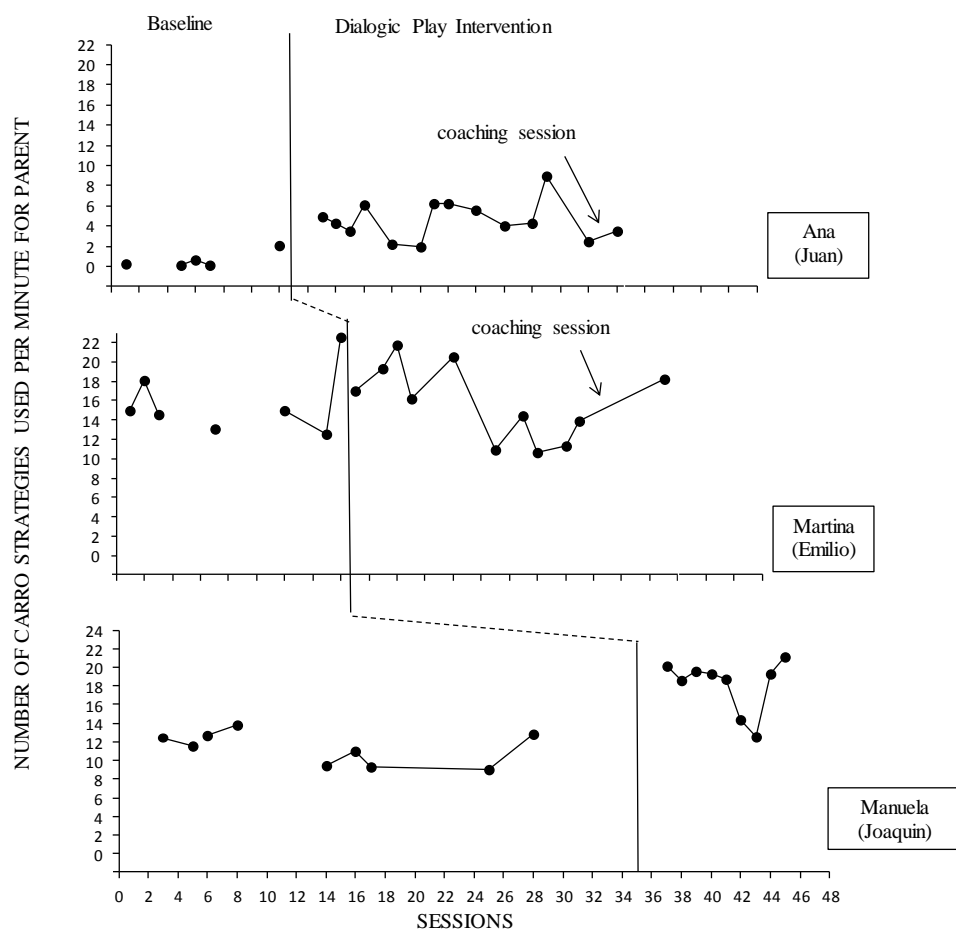 Baseline
Dialogic Play Intervention
NUMBER OF CARRO STRATEGIES USED PER MINUTE FOR PARENT
22
20
18
16
14
12
10
8
6
4
2
0
coaching session
Ana
(Juan)
22
20
18
16
14
12
10
8
6
4
2
0
coaching session
Martina
(Emilio)
24
22
20
18
16
14
12
10
8
6
4
2
0
Manuela
(Joaquin)
0 2 4 6 8 10 12 14 16 18 20 22 24 26 28 30 32 34 36 38 40 42 44 46 48
SESSIONS